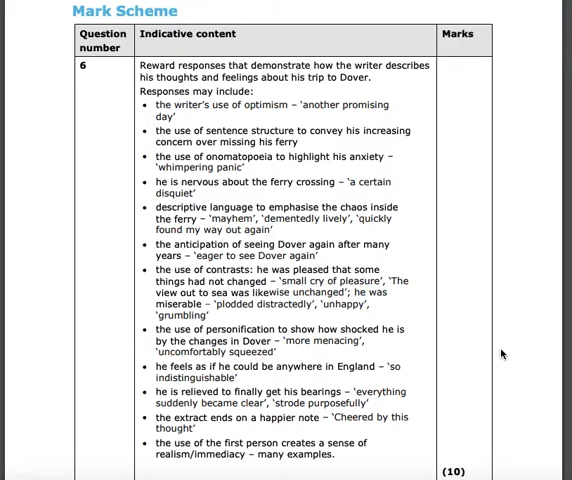 Mark Scheme
Question number
Indicative content
Marks
6
Reward responses that demonstrate how the writer describes
his thoughts and feelings about his trip to Dover.
Responses may include:
• the writer's use of optimism – 'another promising
day'
• the use of sentence structure to convey his increasing
concern over missing his ferry
• the use of onomatopoeia to highlight his anxiety –
'whimpering panic'
• he is nervous about the ferry crossing – 'a certain
disquiet'
• descriptive language to emphasise the chaos inside
the ferry – 'mayhem', 'dementedly lively', 'quickly
found my way out again'
• the anticipation of seeing Dover again after many
years – 'eager to see Dover again'
• the use of contrasts: he was pleased that some
things had not changed – 'small cry of pleasure', 'The
view out to sea was likewise unchanged'; he was
miserable – 'plodded distractedly', 'unhappy',
'grumbling'
• the use of personification to show how shocked he is
by the changes in Dover – 'more menacing',
'uncomfortably squeezed'
• he feels as if he could be anywhere in England – 'so
indistinguishable'
• he is relieved to finally get his bearings – 'everything
suddenly became clear', 'strode purposefully'
• the extract ends on a happier note – 'Cheered by this
thought'
• the use of the first person creates a sense of
realism/immediacy – many examples.
(10)